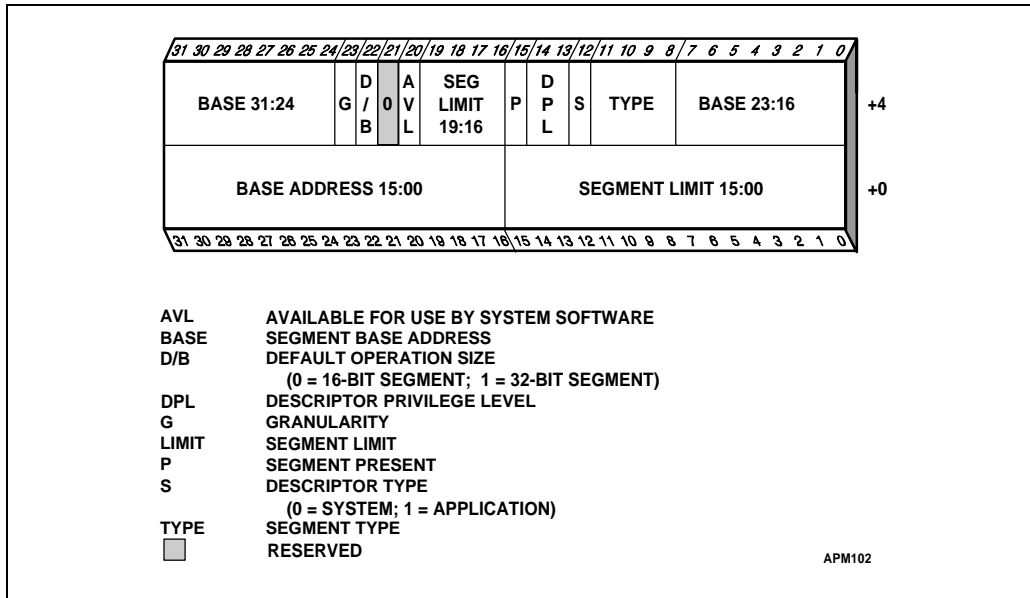 31 30 29 28 27 26 25 24 23 22 21 20 19 18 17 16 15 14 13 12 11 10 9 8 7 6 5 4 3 2 1 0
BASE 31:24 G D/B 0 AVL SEG LIMIT 19:16 P DPL S TYPE BASE 23:16 +4
BASE ADDRESS 15:00 SEGMENT LIMIT 15:00 +0
31 30 29 28 27 26 25 24 23 22 21 20 19 18 17 16 15 14 13 12 11 10 9 8 7 6 5 4 3 2 1 0
AVL AVAILABLE FOR USE BY SYSTEM SOFTWARE
BASE SEGMENT BASE ADDRESS
D/B DEFAULT OPERATION SIZE
(0 = 16-BIT SEGMENT; 1 = 32-BIT SEGMENT)
DPL DESCRIPTOR PRIVILEGE LEVEL
G GRANULARITY
LIMIT SEGMENT LIMIT
P SEGMENT PRESENT
S DESCRIPTOR TYPE
(0 = SYSTEM; 1 = APPLICATION)
TYPE SEGMENT TYPE
RESERVED
APM102